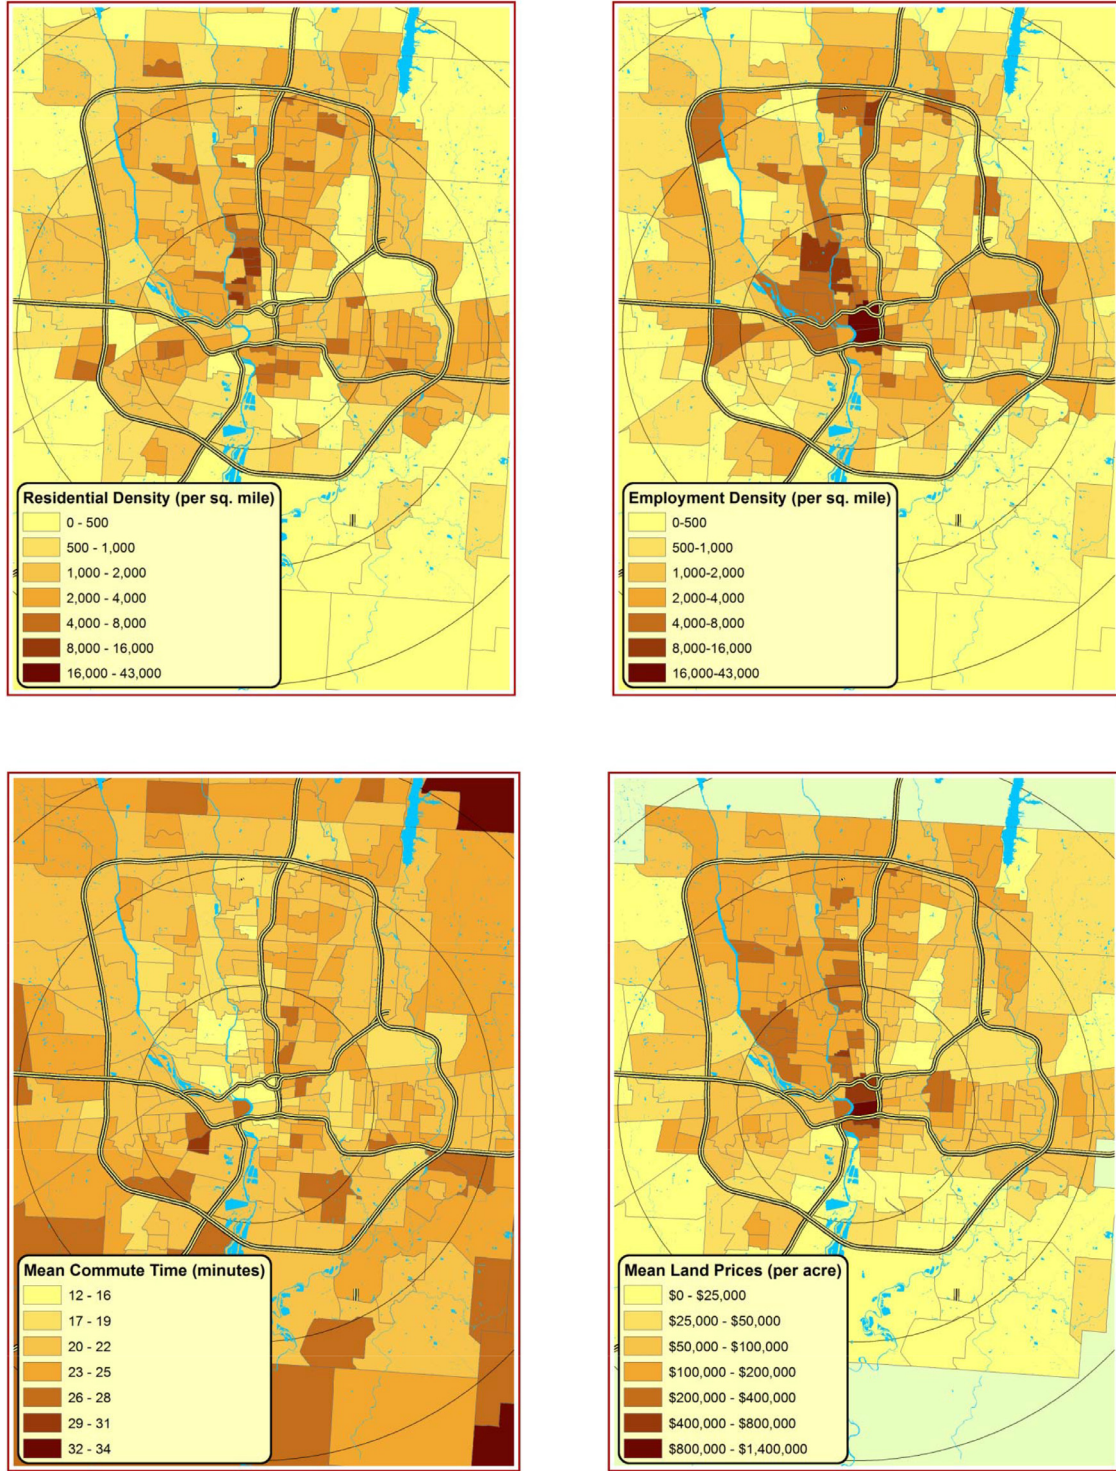 Residential Density (per sq. mile)
0 - 500
500 - 1,000
1,000 - 2,000
2,000 - 4,000
4,000 - 8,000
8,000 - 16,000
16,000 - 43,000
Employment Density (per sq. mile)
0-500
500-1,000
1,000-2,000
2,000-4,000
4,000-8,000
8,000-16,000
16,000-43,000
Mean Commute Time (minutes)
12 - 16
17 - 19
20 - 22
23 - 25
26 - 28
29 - 31
32 - 34
Mean Land Prices (per acre)
$0 - $25,000
$25,000 - $50,000
$50,000 - $100,000
$100,000 - $200,000
$200,000 - $400,000
$400,000 - $800,000
$800,000 - $1,400,000